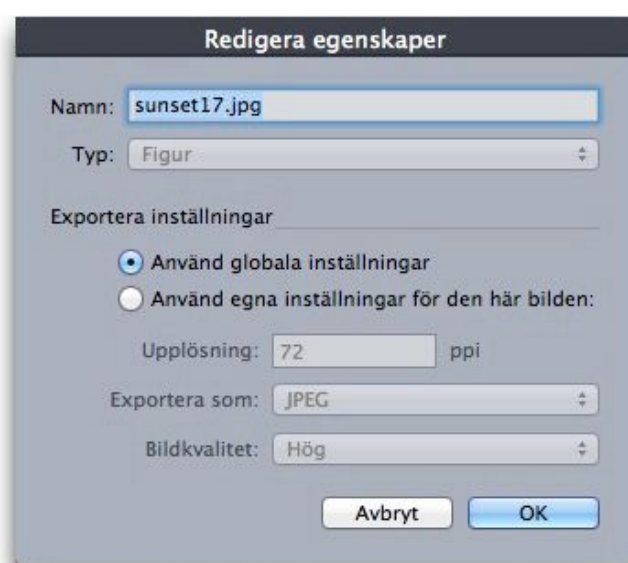 Redigera egenskaper
Namn: sunset17.jpg
Typ: Figur
Exportera inställningar
Använd globala inställningar
Använd egna inställningar för den här bilden:
Upplösning: 72 ppi
Exportera som: JPEG
Bildkvalitet: Hög
Avbryt OK